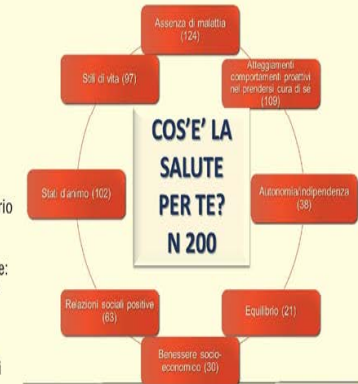 Assenza di malattia
(124)
Atteggiamenti
comportamenti proattivi
nel prendersi cura di sé
(109)
Autonomia/indipendenza
(38)
Equilibrio (21)
Benessere socio-
economico (30)
Relazioni sociali positive
(63)
Stati d'animo (102)
Stili di vita (97)
COS'E' LA
SALUTE
PER TE?
N 200